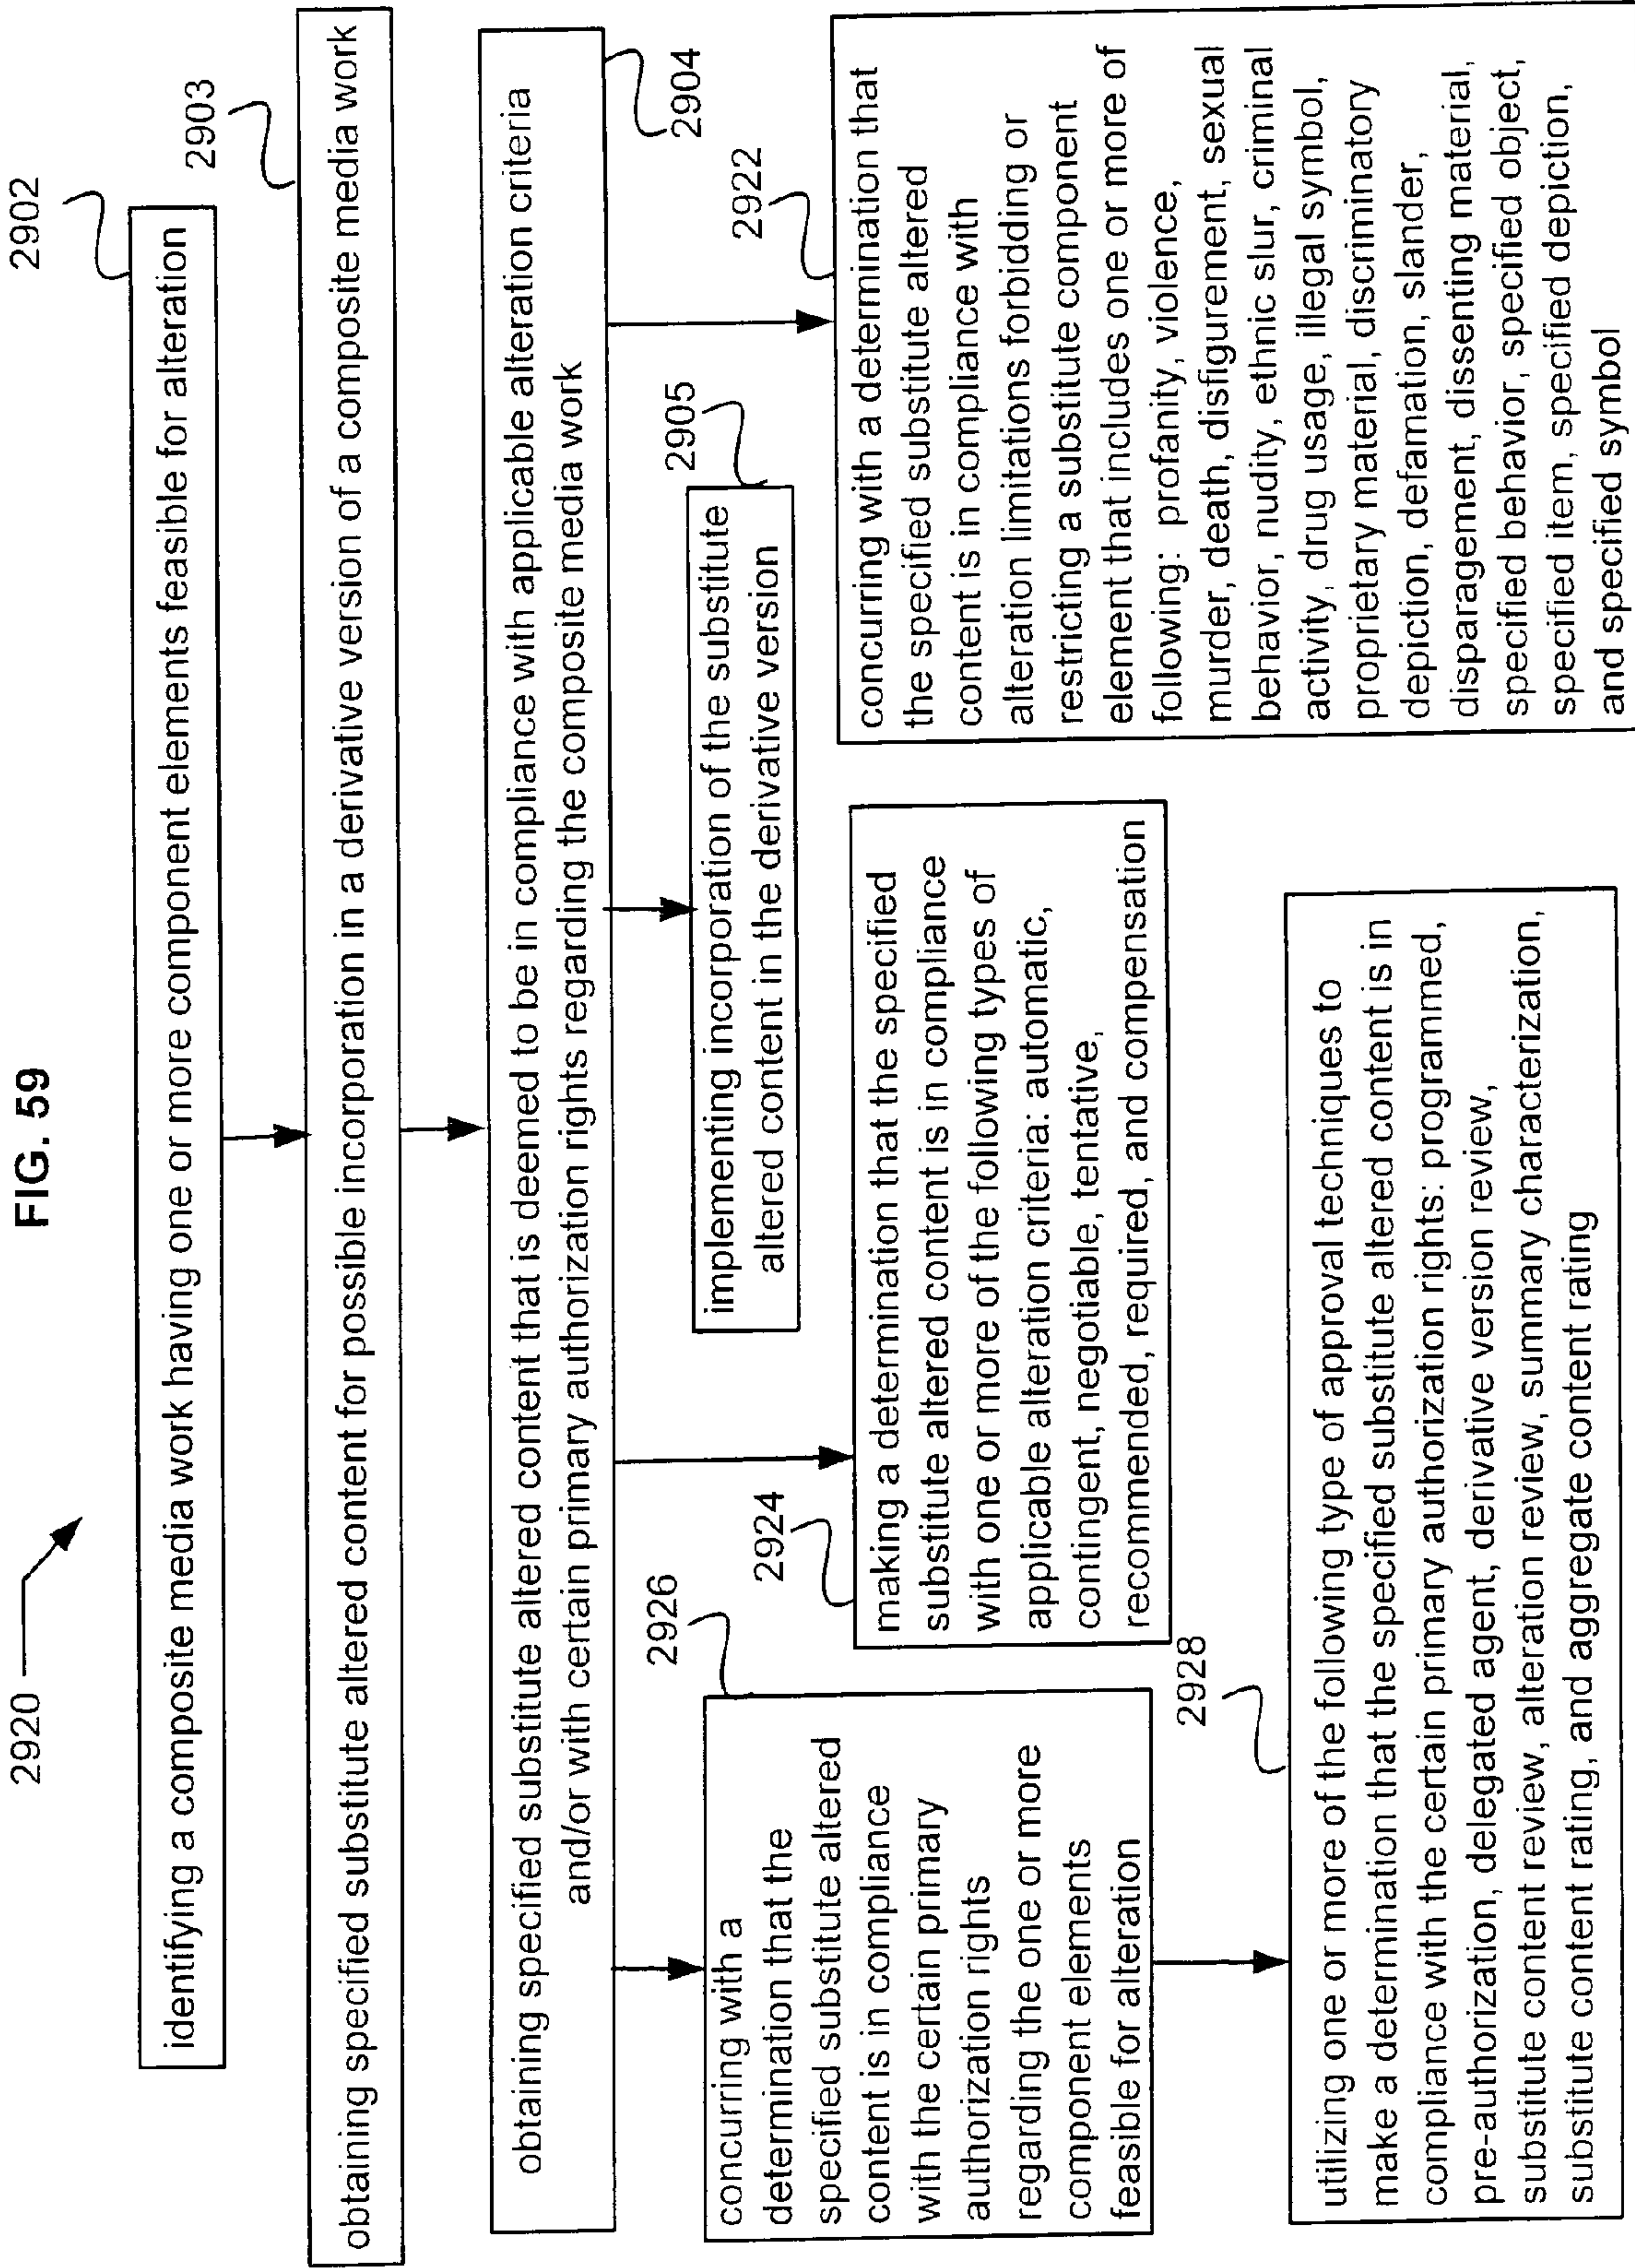 FIG. 59
2920
2902
identifying a composite media work having one or more component elements feasible for alteration
2903
obtaining specified substitute altered content for possible incorporation in a derivative version of a composite media work
obtaining specified substitute altered content that is deemed to be in compliance with applicable alteration criteria
and/or with certain primary authorization rights regarding the composite media work
2904
2926
concurring with a
determination that the
specified substitute altered
content is in compliance
with the certain primary
authorization rights
regarding the one or more
component elements
feasible for alteration
2905
implementing incorporation of the substitute
altered content in the derivative version
2924
making a determination that the specified
substitute altered content is in compliance
with one or more of the following types of
applicable alteration criteria: automatic,
contingent, negotiable, tentative,
recommended, required, and compensation
2922
concurring with a determination that
the specified substitute altered
content is in compliance with
alteration limitations forbidding or
restricting a substitute component
element that includes one or more of
following: profanity, violence,
murder, death, disfigurement, sexual
behavior, nudity, ethnic slur, criminal
activity, drug usage, illegal symbol,
proprietary material, discriminatory
depiction, defamation, slander,
disparagement, dissenting material,
specified behavior, specified object,
specified item, specified depiction,
and specified symbol
2928
utilizing one or more of the following type of approval techniques to
make a determination that the specified substitute altered content is in
compliance with the certain primary authorization rights: programmed,
pre-authorization, delegated agent, derivative version review,
substitute content review, alteration review, summary characterization,
substitute content rating, and aggregate content rating